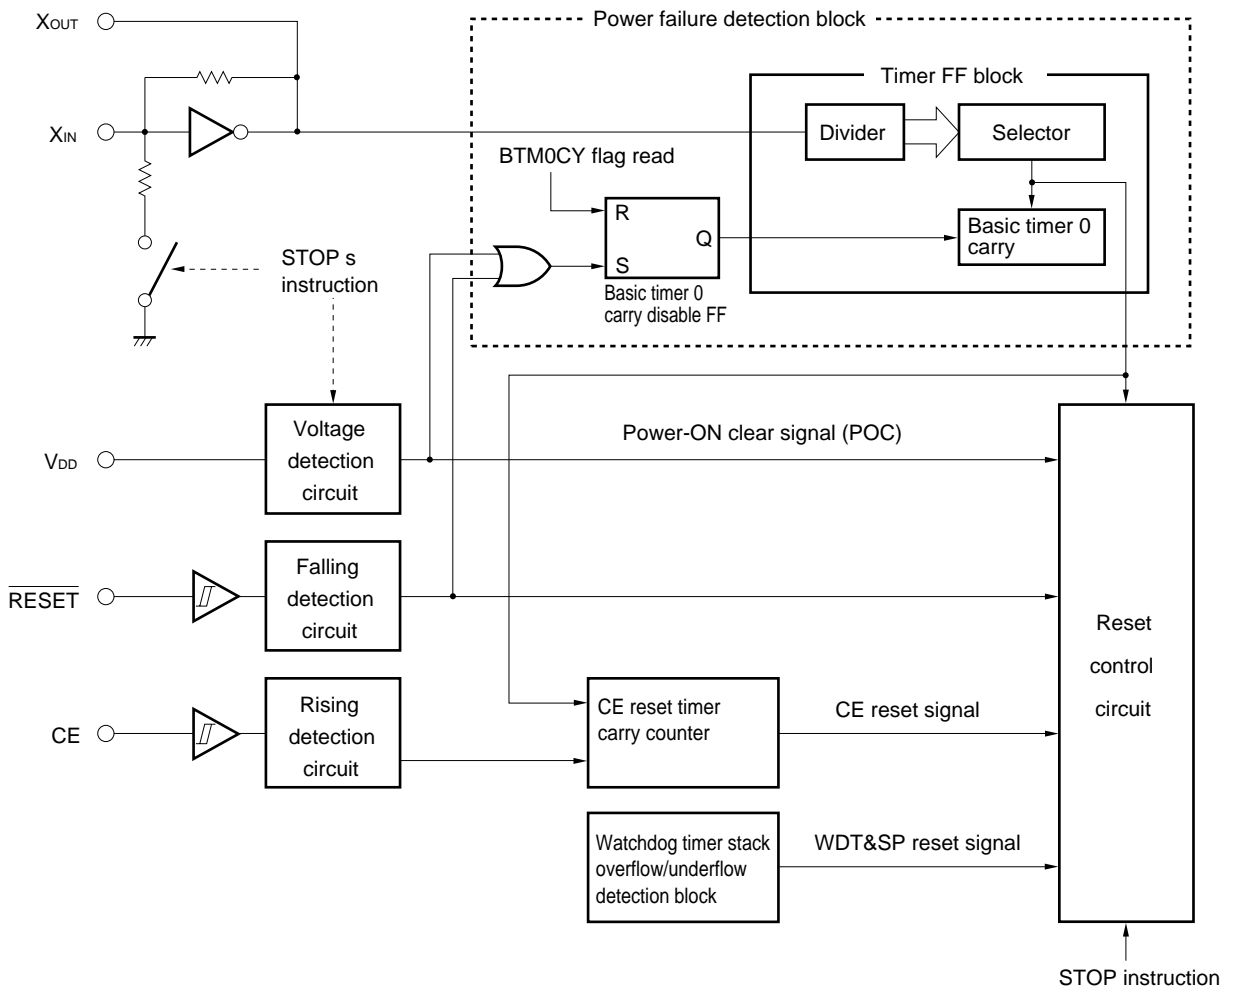 XOUT
Power failure detection block
Timer FF block
XIN
Divider
Selector
BTM0CY flag read
R
Q
S
Basic timer 0
carry
Basic timer 0
carry disable FF
STOP s
instruction
VDD
Voltage
detection
circuit
Power-ON clear signal (POC)
RESET
Falling
detection
circuit
Reset
control
circuit
CE
Rising
detection
circuit
CE reset timer
carry counter
CE reset signal
Watchdog timer stack
overflow/underflow
detection block
WDT&SP reset signal
STOP instruction